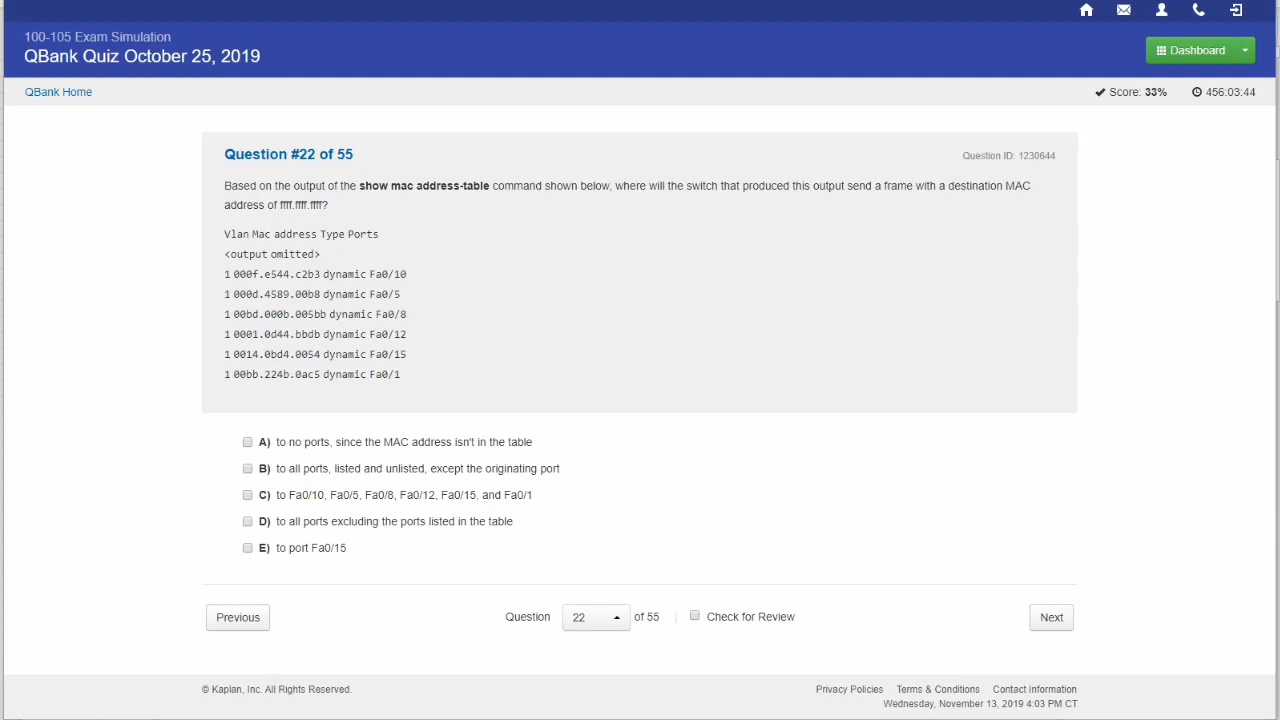 100-105 Exam Simulation
QBank Quiz October 25, 2019
Dashboard
QBank Home
Score: 33% 456:03:44
Question #22 of 55
Question ID: 1230644
Based on the output of the show mac address-table command shown below, where will the switch that produced this output send a frame with a destination MAC
address of ffff.ffff.ffff?
Vlan Mac address Type Ports
<output omitted>
1 000f.e544.c2b3 dynamic Fa0/10
1 000d.4589.00b8 dynamic Fa0/5
1 00bd.000b.005bb dynamic Fa0/8
1 0001.0d44.bbdb dynamic Fa0/12
1 0014.0bd4.0054 dynamic Fa0/15
1 00bb.224b.0ac5 dynamic Fa0/1
A) to no ports, since the MAC address isn't in the table
B) to all ports, listed and unlisted, except the originating port
C) to Fa0/10, Fa0/5, Fa0/8, Fa0/12, Fa0/15, and Fa0/1
D) to all ports excluding the ports listed in the table
E) to port Fa0/15
Previous Question 22 of 55 | Check for Review Next
© Kaplan, Inc. All Rights Reserved. Privacy Policies Terms & Conditions Contact Information
Wednesday, November 13, 2019 4:03 PM CT